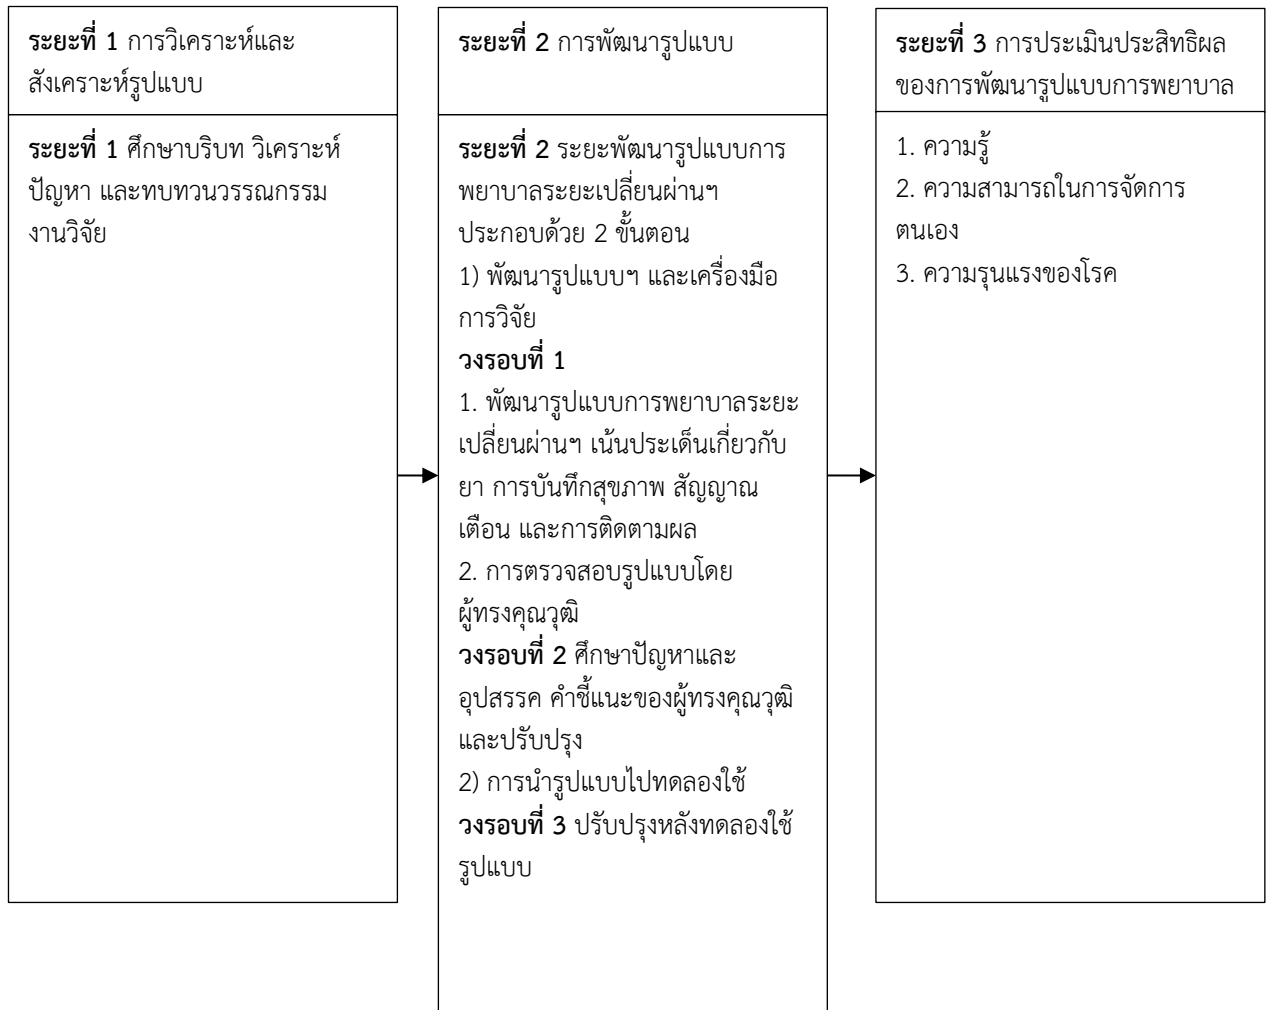 ระยะที่ 1 การวิเคราะห์และ
สังเคราะห์รูปแบบ
ระยะที่ 1 ศึกษาบริบท วิเคราะห์
ปัญหา และทบทวนวรรณกรรม
งานวิจัย
ระยะที่ 2 การพัฒนารูปแบบ
ระยะที่ 2 ระยะพัฒนารูปแบบการ
พยาบาลระยะเปลี่ยนผ่านฯ
ประกอบด้วย 2 ขั้นตอน
1) พัฒนารูปแบบฯ และเครื่องมือ
การวิจัย
วงรอบที่ 1
1. พัฒนารูปแบบการพยาบาลระยะ
เปลี่ยนผ่านฯ เน้นประเด็นเกี่ยวกับ
ยา การบันทึกสุขภาพ สัญญาณ
เตือน และการติดตามผล
2. การตรวจสอบรูปแบบโดย
ผู้ทรงคุณวุฒิ
วงรอบที่ 2 ศึกษาปัญหาและ
อุปสรรค คำชี้แนะของผู้ทรงคุณวุฒิ
และปรับปรุง
2) การนำรูปแบบไปทดลองใช้
วงรอบที่ 3 ปรับปรุงหลังทดลองใช้
รูปแบบ
ระยะที่ 3 การประเมินประสิทธิผล
ของการพัฒนารูปแบบการพยาบาล
1. ความรู้
2. ความสามารถในการจัดการ
ตนเอง
3. ความรุนแรงของโรค